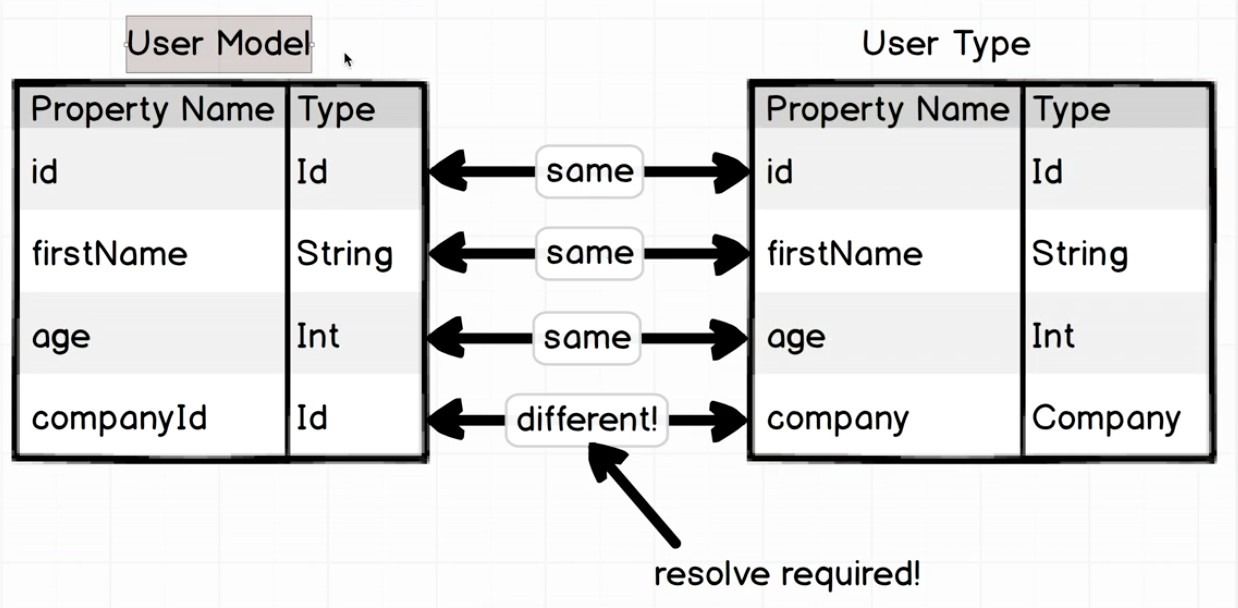 User Model
User Type
Property Name Type
Property Name Type
id Id same id Id
firstName String same firstName String
age Int same age Int
companyId Id different! company Company
resolve required!